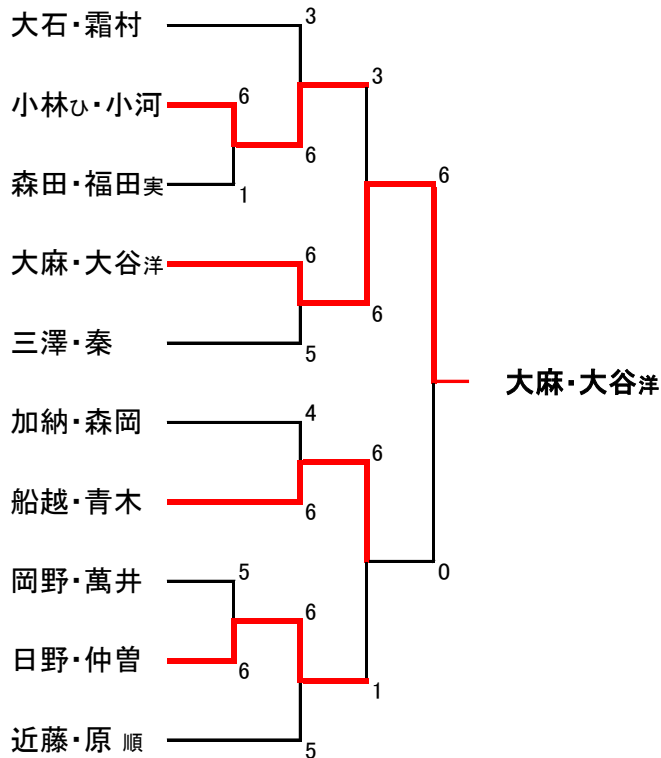 大石・霜村
3
3
小林ひ・小河
6
6
森田・福田実
1
6
大麻・大谷洋
6
6
三澤・秦
5
大麻・大谷洋
加納・森岡
4
6
船越・青木
6
岡野・萬井
5
0
6
日野・仲曽
6
1
近藤・原 順
5